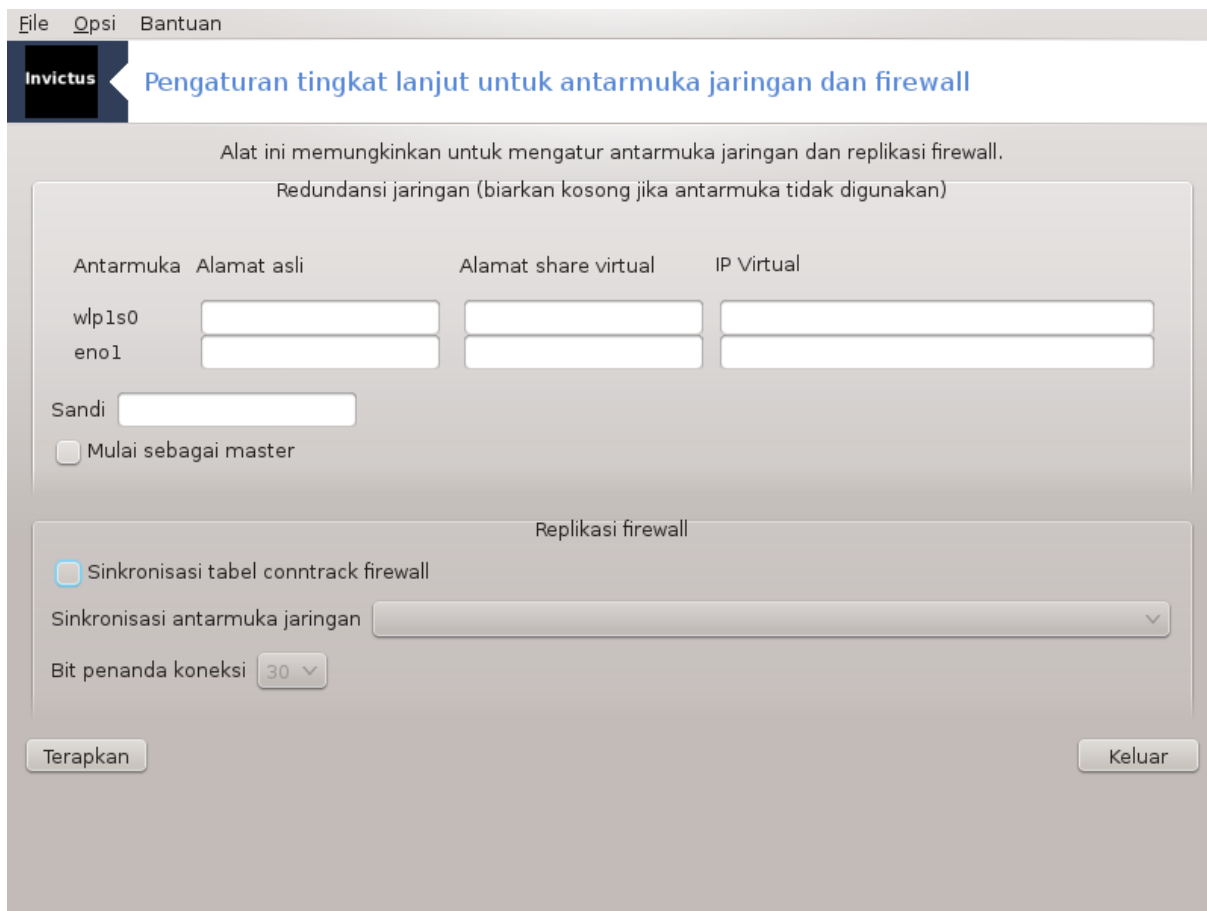 File Opsi Bantuan
Invictus
Pengaturan tingkat lanjut untuk antarmuka jaringan dan firewall
Alat ini memungkinkan untuk mengatur antarmuka jaringan dan replikasi firewall.
Redundansi jaringan (biarkan kosong jika antarmuka tidak digunakan)
Antarmuka Alamat asli Alamat share virtual IP Virtual
wlp1s0
eno1
Sandi
Mulai sebagai master
Replikasi firewall
Sinkronisasi tabel conntrack firewall
Sinkronisasi antarmuka jaringan
Bit penanda koneksi 30
Terapkan Keluar